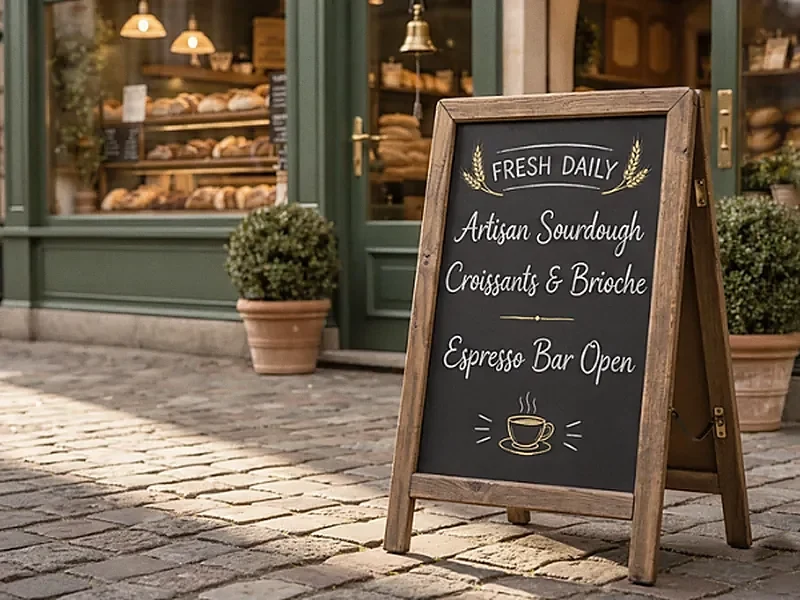 FRESH DAILY
Artisan Sourdough
Croissants & Brioche
Espresso Bar Open